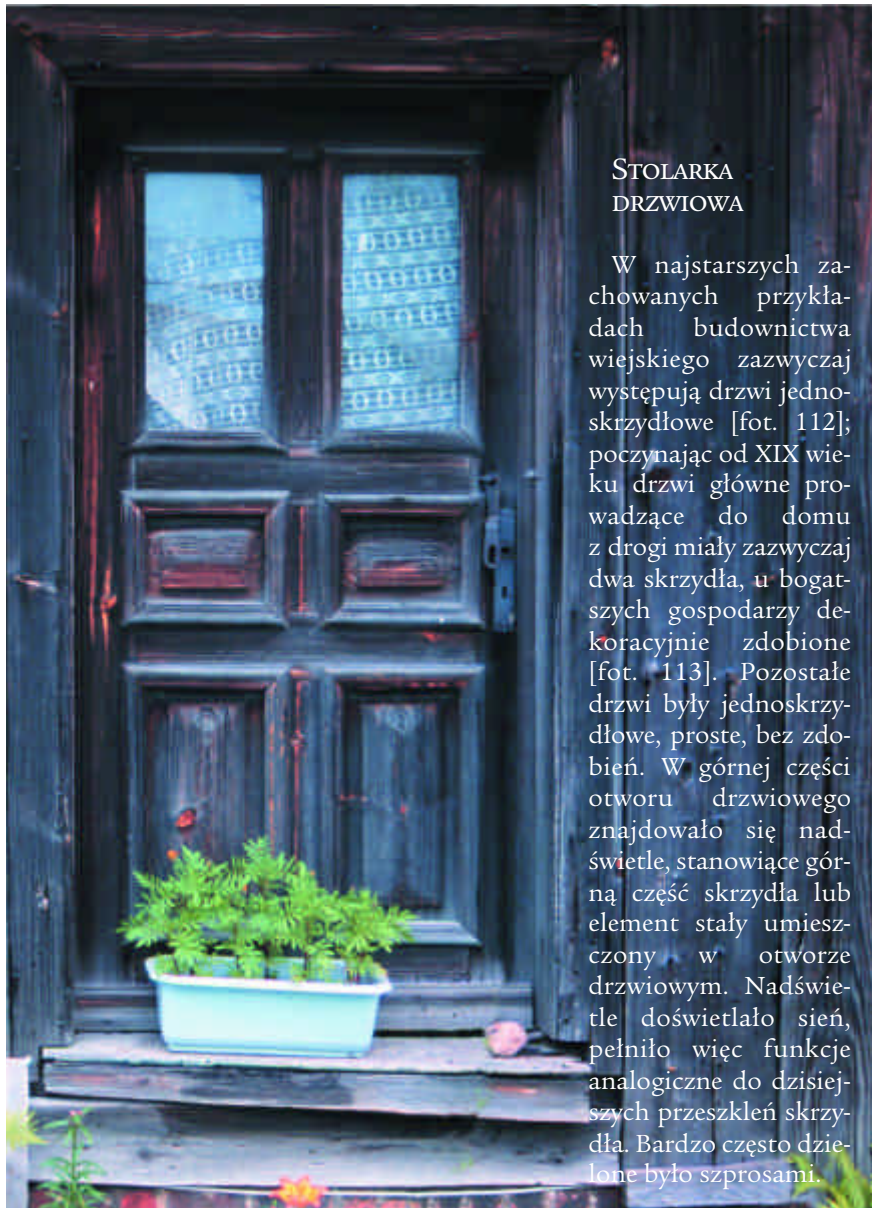 STOLARKA
DRZWIOWA
W najstarszych za-
chowanych przykła-
dach budownictwa
wiejskiego zazwyczaj
występują drzwi jedno-
skrzydłowe [fot. 112];
poczynając od XIX wie-
ku drzwi główne pro-
wadzące do domu
z drogi miały zazwyczaj
dwa skrzydła, u bogat-
szych gospodarzy de-
koracyjnie zdobione
[fot. 113]. Pozostałe
drzwi były jednoskrzy-
dłowe, proste, bez zdo-
bień. W górnej części
otworu drzwiowego
znajdowało się nad-
świetle, stanowiące gór-
ną część skrzydła lub
element stały umiesz-
czony w otworze
drzwiowym. Nadświe-
tle doświetlało sień,
pełniło więc funkcje
analogiczne do dzisiej-
szych przeszkleń skrzy-
dła. Bardzo często dzie-
lone było szprosami.